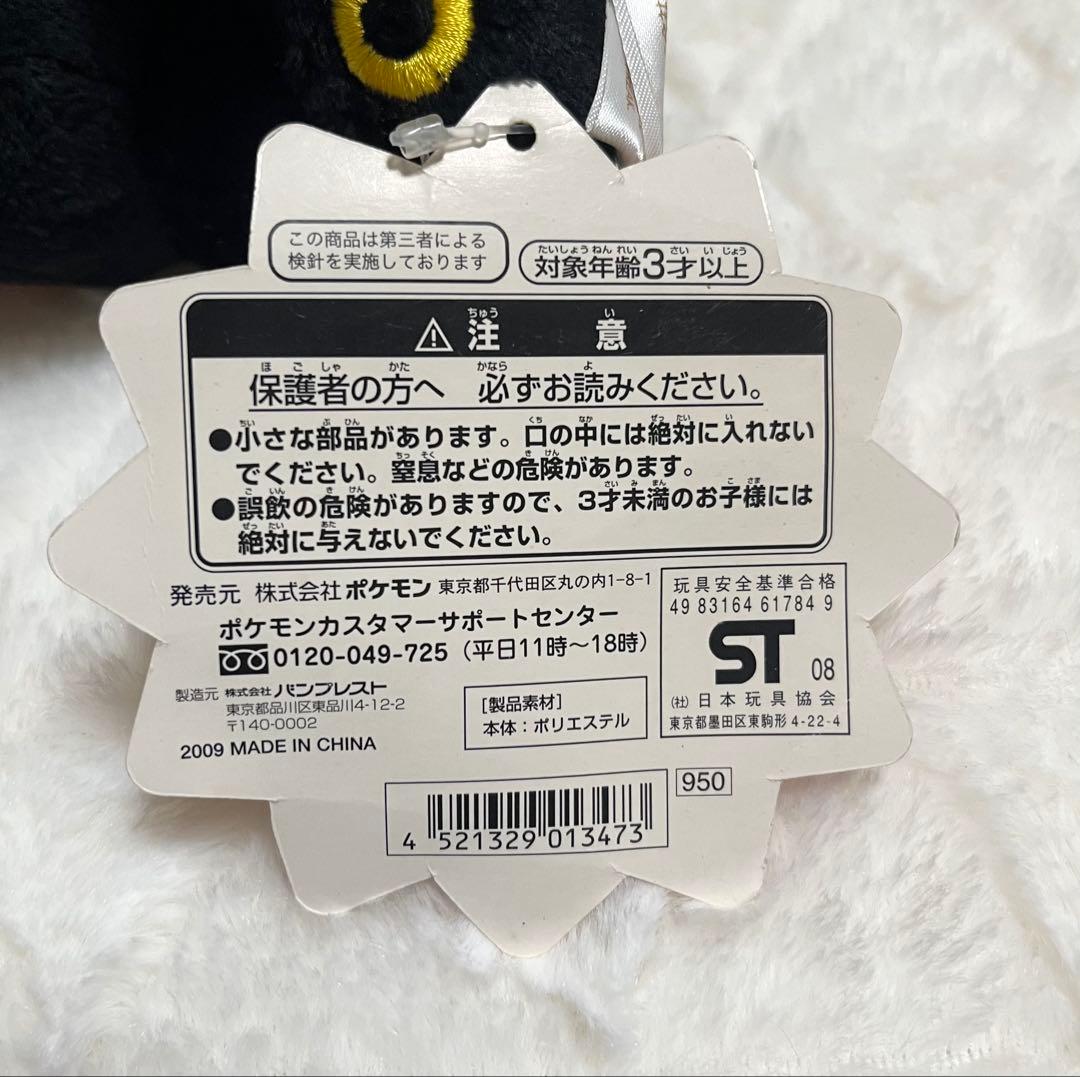 この商品は第三者による
検針を実施しております
たいしょうねんれい さいいじょう
対象年齢3才以上
ちゅう い
⚠注 意
ほごしゃ かた かなら よ
保護者の方へ 必ずお読みください。
ちい ぶひん くち なか ぜったい い
●小さな部品があります。口の中には絶対に入れない
ちっそく きけん
でください。窒息などの危険があります。
ごいん きけん さいみまん こさま
●誤飲の危険がありますので、3才未満のお子様には
ぜったい あた
絶対に与えないでください。
発売元 株式会社ポケモン 東京都千代田区丸の内1-8-1
ポケモンカスタマーサポートセンター
0120-049-725(平日11時〜18時)
製造元 株式会社バンプレスト
東京都品川区東品川4-12-2
〒140-0002
2009 MADE IN CHINA
[製品素材]
本体:ポリエステル
玩具安全基準合格
49 83164 61784 9
ST 08
(社)日本玩具協会
東京都墨田区東駒形4-22-4
950
4 521329 013473